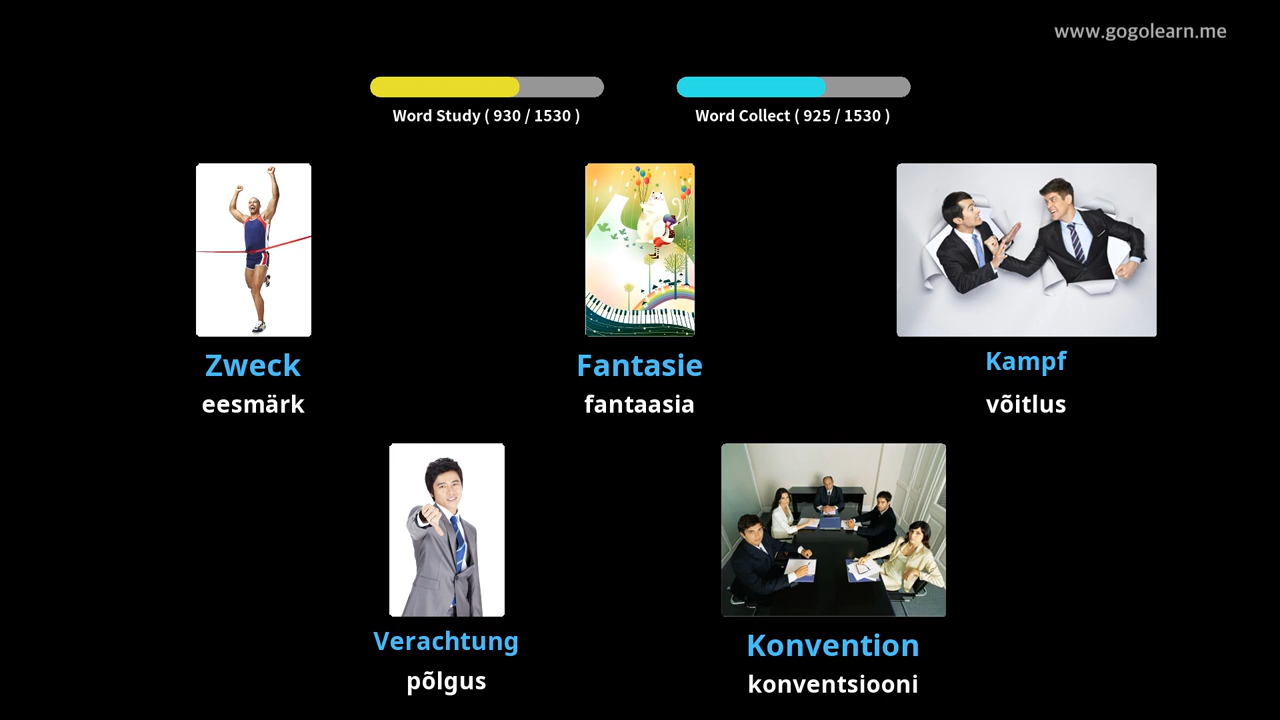 www.gogolearn.me
Word Study ( 930 / 1530 )
Word Collect ( 925 / 1530 )
Zweck
eesmärk
Fantasie
fantaasia
Kampf
võitlus
Verachtung
põlgus
Konvention
konventsiooni